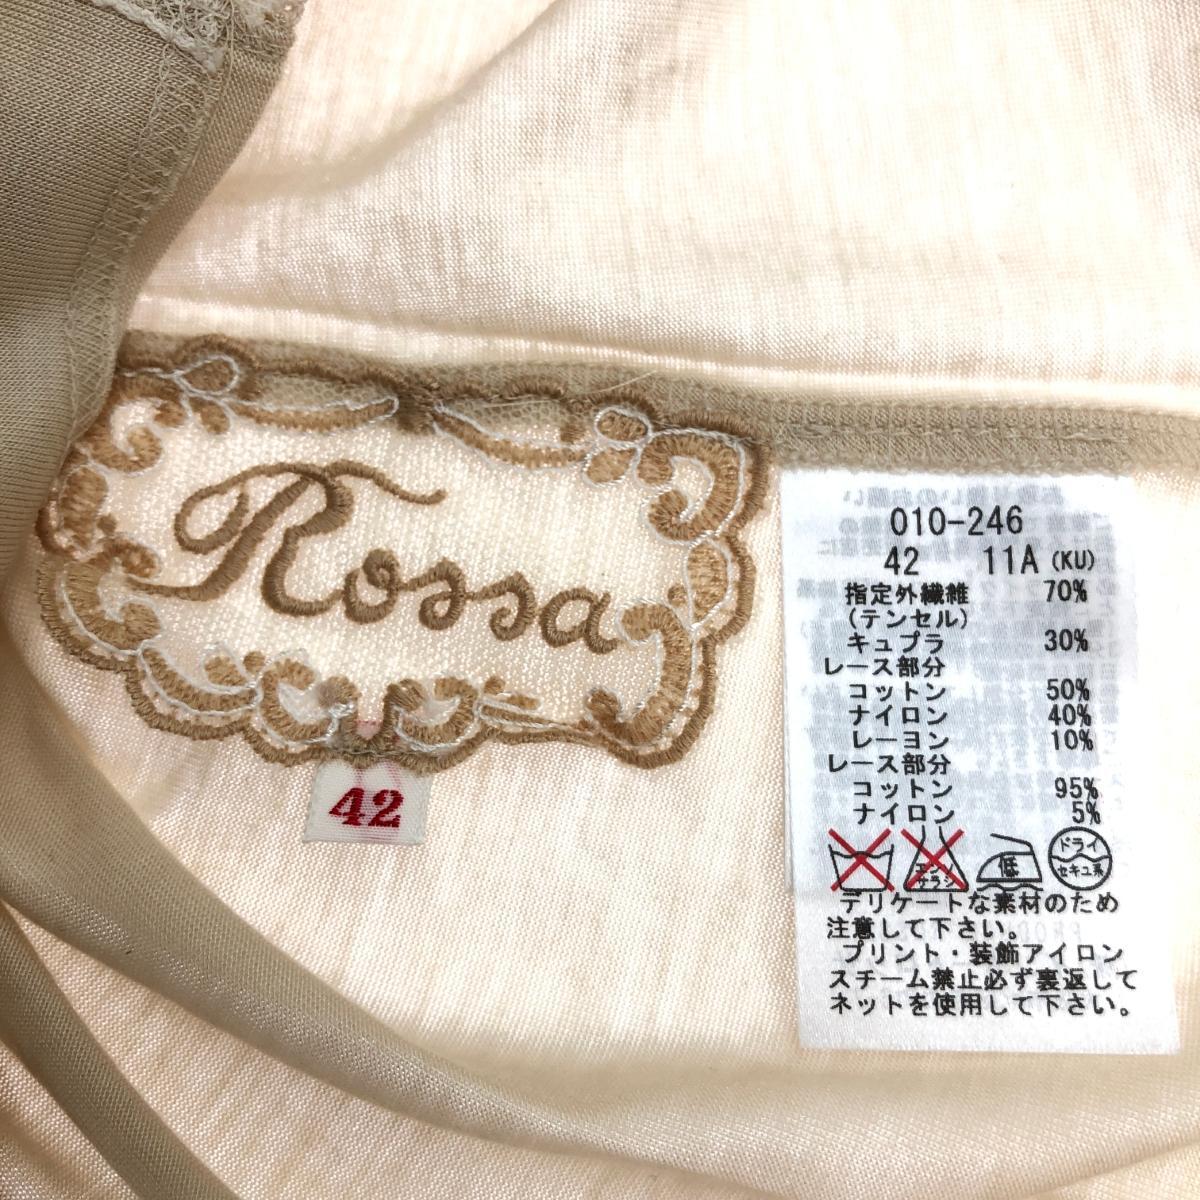 Rossa
42
010-246
42 11A (KU)
指定外繊維 70%
(テンセル)
キュプラ 30%
レース部分
コットン 50%
ナイロン 40%
レーヨン 10%
レース部分
コットン 95%
ナイロン 5%
エンソ
サラシ
低
ドライ
セキユ系
デリケートな素材のため
注意して下さい。
プリント・装飾アイロン
スチーム禁止必ず裏返して
ネットを使用して下さい。